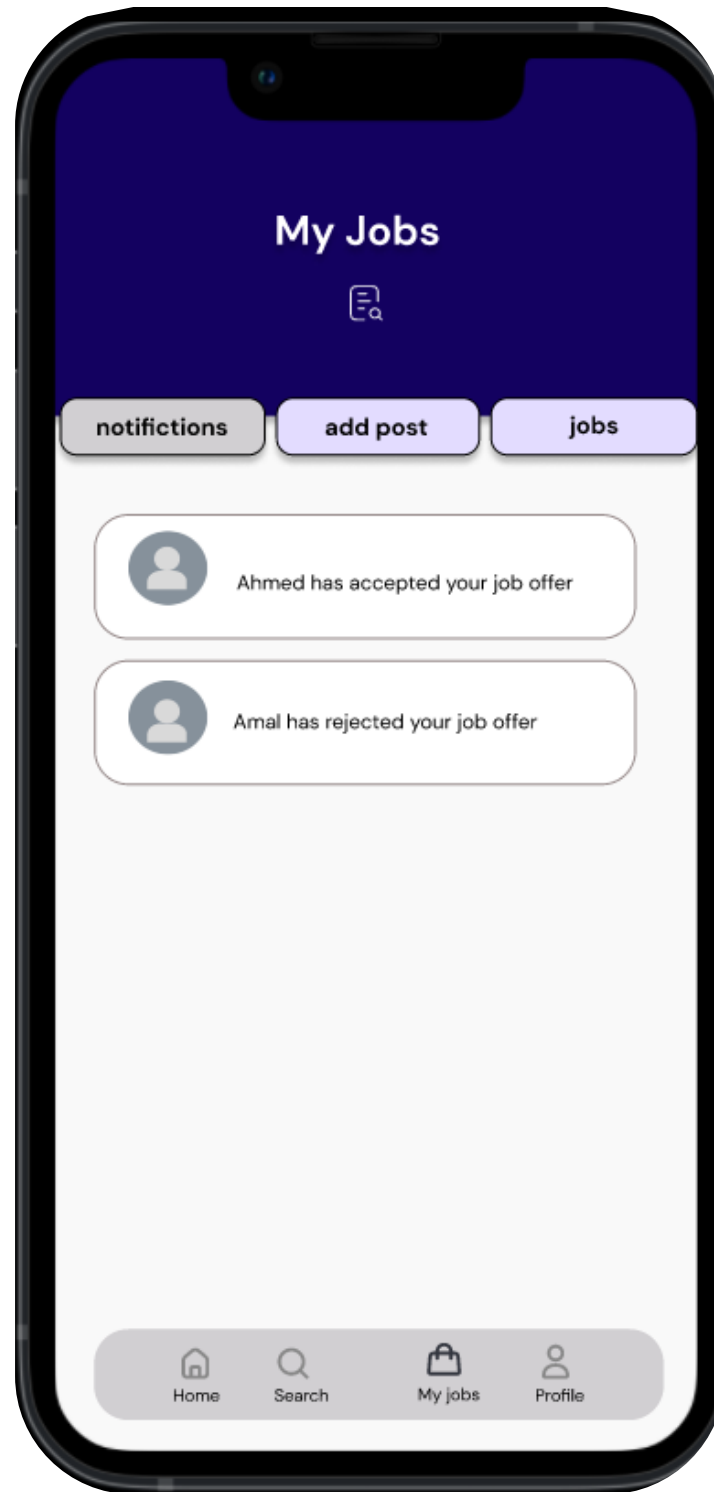 My Jobs
notifictions
add post
jobs
Ahmed has accepted your job offer
Amal has rejected your job offer
Home
Search
My jobs
Profile